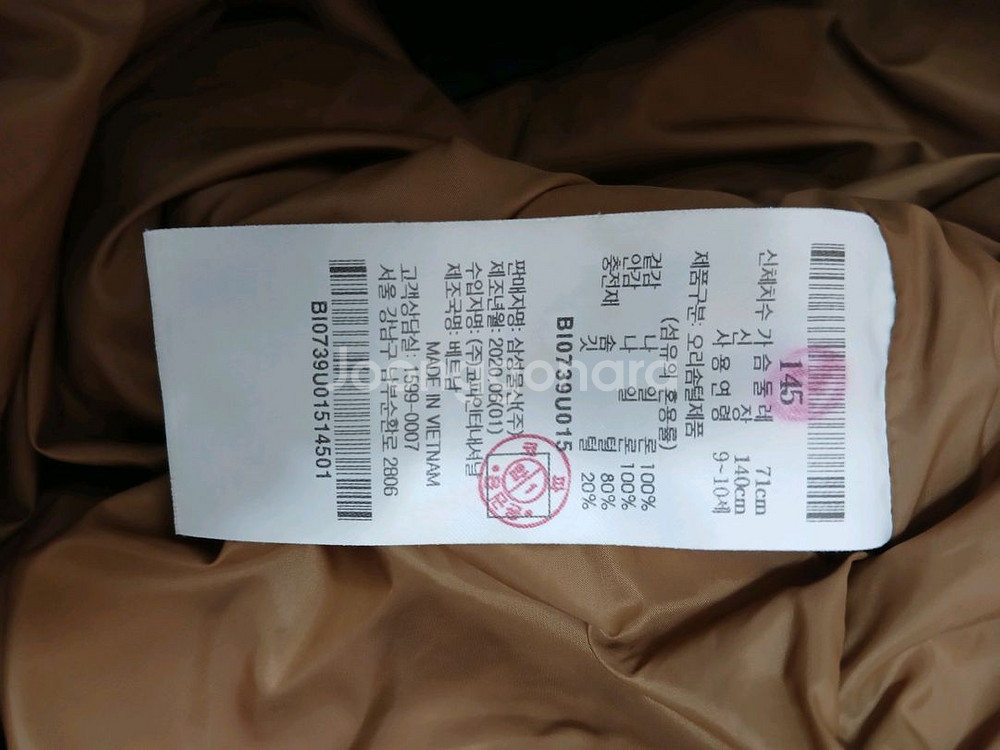 145
신체치수 가슴둘레 71cm
신장 140cm
사용연령 9~10세
제품구분: 오리솜털제품
(섬유의 혼용률)
겉감 나일론 100%
안감 나일론 100%
충전재 솜털 80%
깃털 20%
BI0739U015
판매자명: 삼성물산(주)
제조년월: 2020.06(01)
수입자명: (주)코파인터내셔날
제조국명: 베트남
MADE IN VIETNAM
고객상담실: 1599-0007
서울 강남구 남부순환로 2806
BI0739U01514501
Joongonara